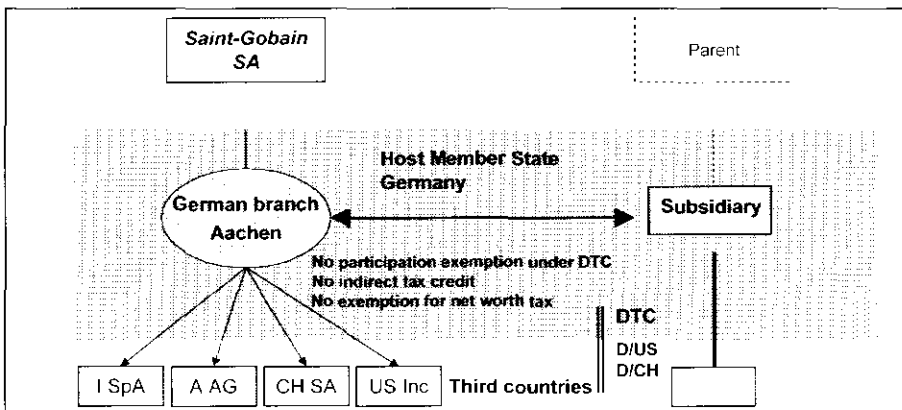 Saint-Gobain
SA
Parent
Host Member State
Germany
German branch
Aachen
Subsidiary
No participation exemption under DTC
No indirect tax credit
No exemption for net worth tax
DTC
D/US
D/CH
I SpA
A AG
CH SA
US Inc
Third countries